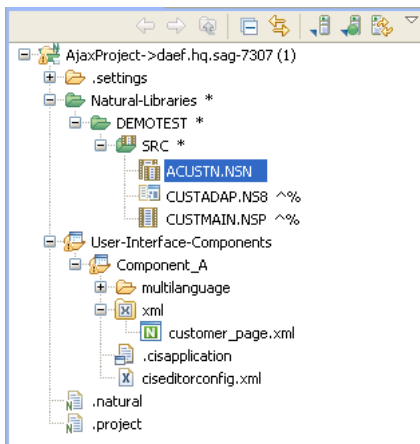 AjaxProject->daef.hq.sag-7307 (1)
.settings
Natural-Libraries *
DEMOTEST *
SRC *
ACUSTN.NSN
CUSTADAP.NS8 ^%
CUSTMAIN.NSP ^%
User-Interface-Components
Component_A
multilanguage
xml
customer_page.xml
.cisapplication
ciseditorconfig.xml
.natural
.project